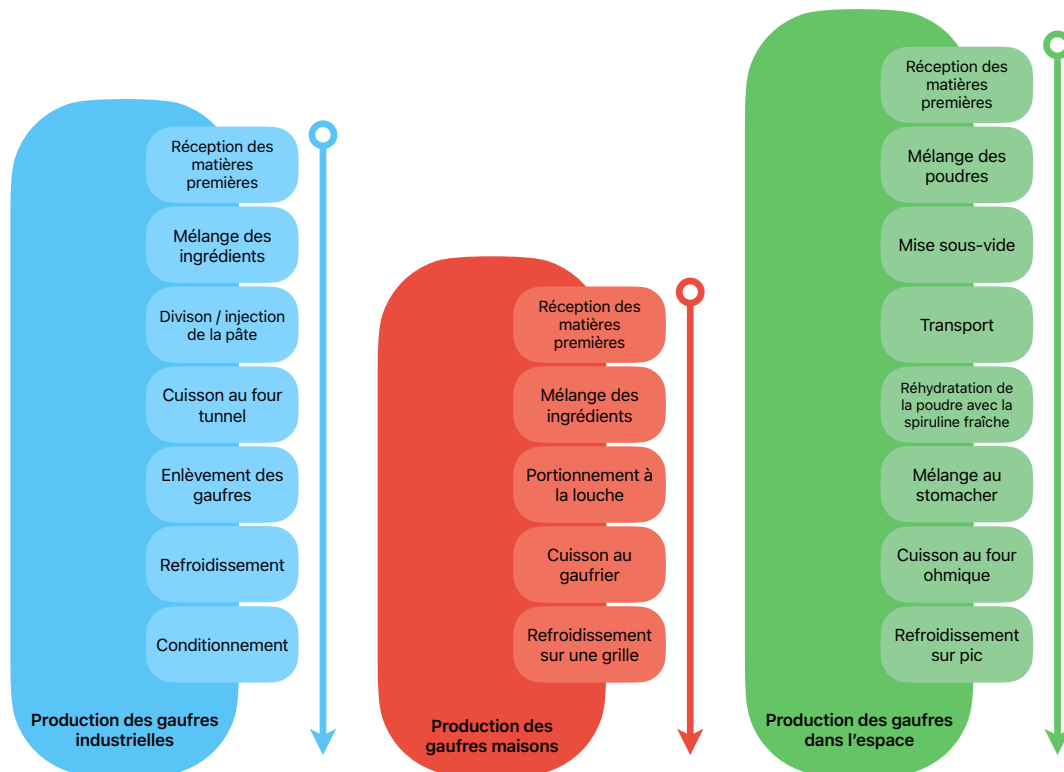 Réception des
matières
premières
Mélange des
ingrédients
Divison / injection
de la pâte
Cuisson au four
tunnel
Enlèvement des
gaufres
Refroidissement
Conditionnement
Production des gaufres
industrielles
Réception des
matières
premières
Mélange des
ingrédients
Portionnement à
la louche
Cuisson au
gaufrier
Refroidissement
sur une grille
Production des
gaufres maisons
Réception des
matières
premières
Mélange des
poudres
Mise sous-vide
Transport
Réhydratation de
la poudre avec la
spiruline fraîche
Mélange au
stomacher
Cuisson au four
ohmique
Refroidissement
sur pic
Production des gaufres
dans l'espace